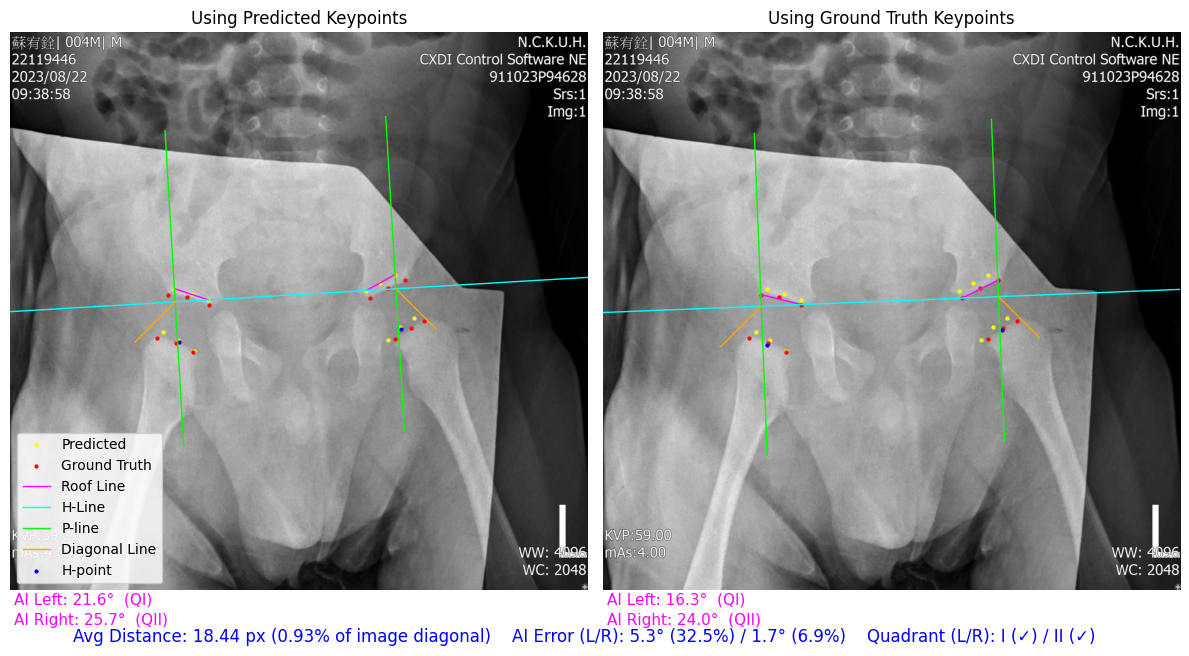 Using Predicted Keypoints
蘇宥銓| 004M| M
22119446
2023/08/22
09:38:58
N.C.K.U.H.
CXDI Control Software NE
911023P94628
Srs:1
Img:1
Predicted
Ground Truth
Roof Line
H-Line
P-line
Diagonal Line
H-point
KVP:59
mAs:4
WW: 4096
WC: 2048
AI Left: 21.6° (QI)
AI Right: 25.7° (QII)
Using Ground Truth Keypoints
蘇宥銓| 004M| M
22119446
2023/08/22
09:38:58
N.C.K.U.H.
CXDI Control Software NE
911023P94628
Srs:1
Img:1
KVP:59.00
mAs:4.00
WW: 4096
WC: 2048
AI Left: 16.3° (QI)
AI Right: 24.0° (QII)
Avg Distance: 18.44 px (0.93% of image diagonal) AI Error (L/R): 5.3° (32.5%) / 1.7° (6.9%) Quadrant (L/R): I (✓) / II (✓)